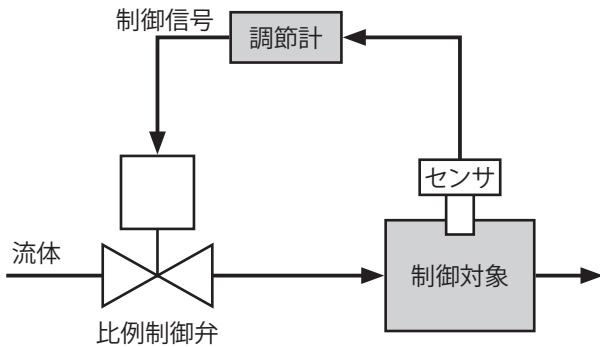 制御信号
調節計
センサ
流体
制御対象
比例制御弁